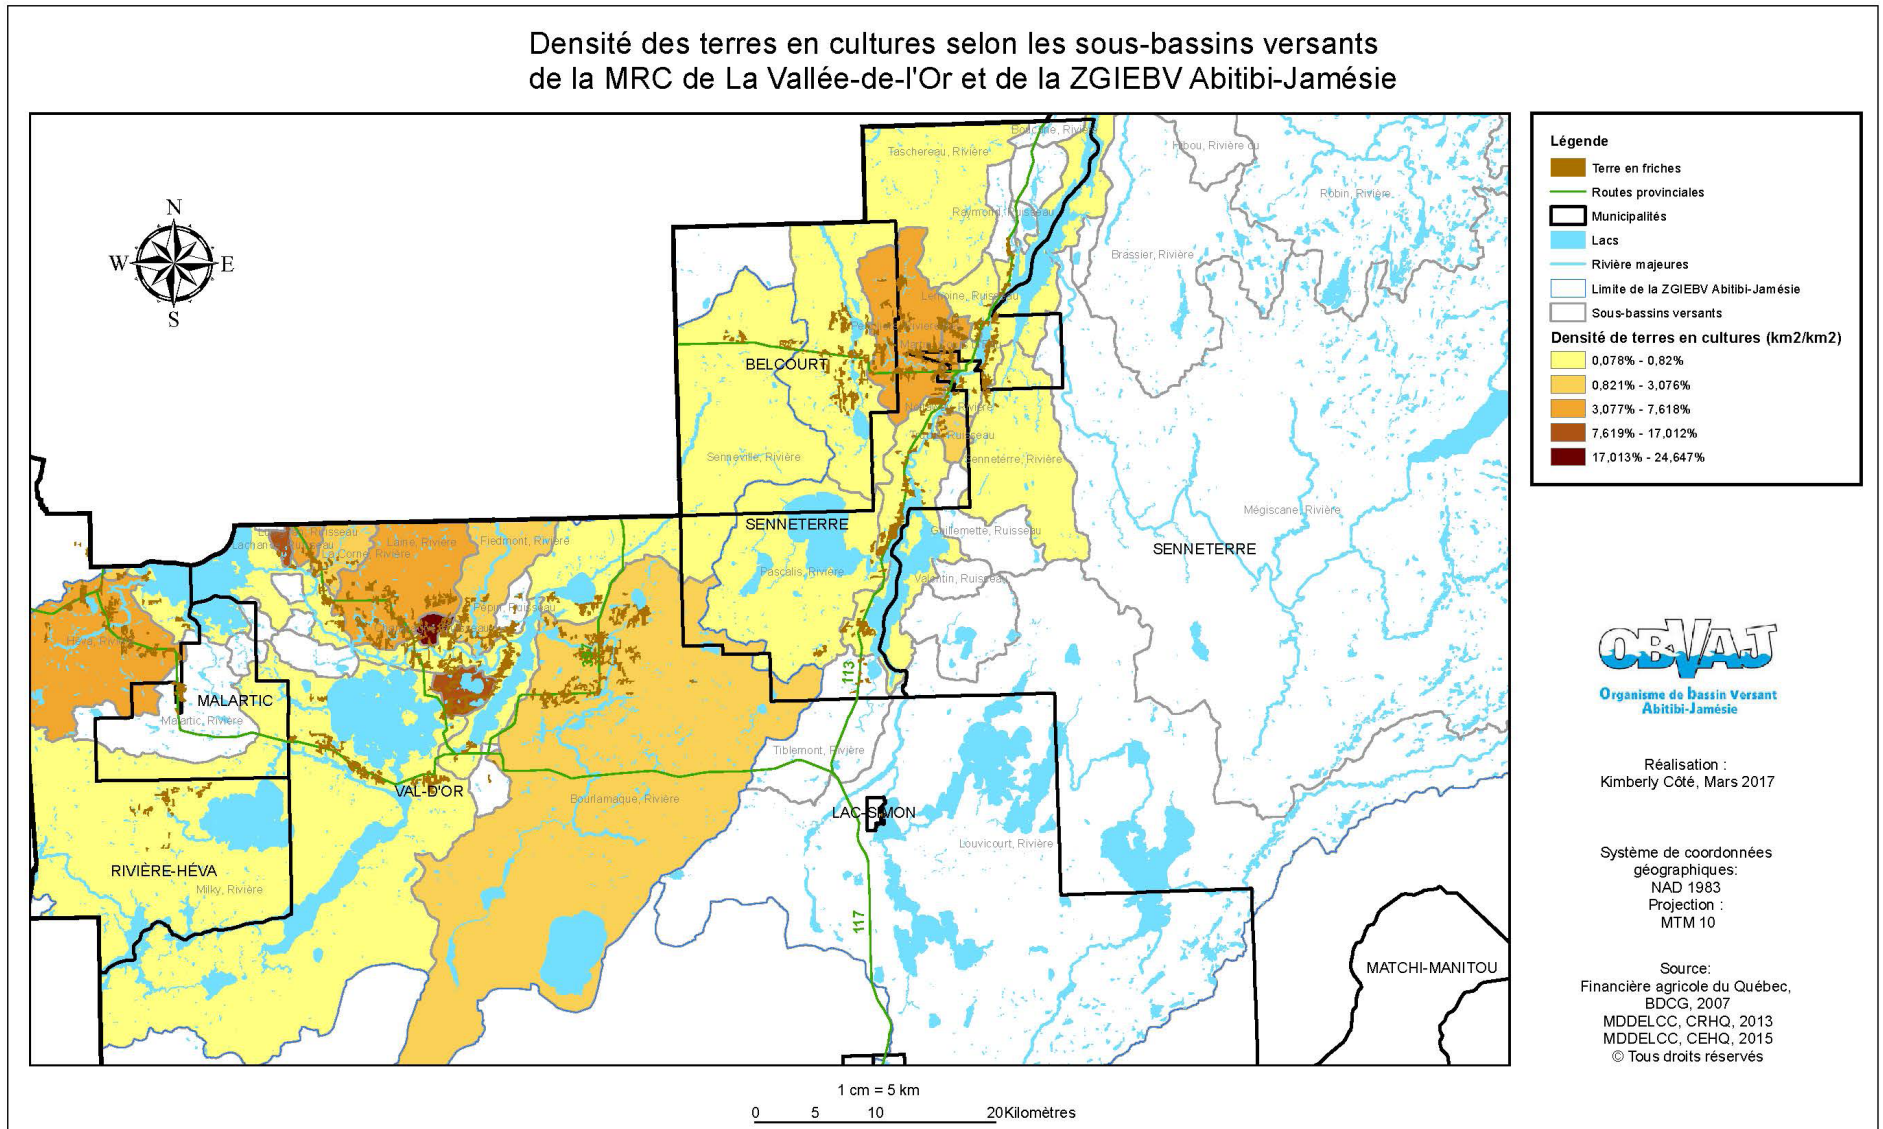 Densité des terres en cultures selon les sous-bassins versants
de la MRC de La Vallée-de-l'Or et de la ZGIEBV Abitibi-Jamésie
N
W
E
S
Légende
Terre en friches
Routes provinciales
Municipalités
Lacs
Rivière majeures
Limite de la ZGIEBV Abitibi-Jamésie
Sous-bassins versants
Densité de terres en cultures (km2/km2)
0,078% - 0,82%
0,821% - 3,076%
3,077% - 7,618%
7,619% - 17,012%
17,013% - 24,647%
Taschereau, Rivière
Hibou, Rivière du
Robin, Rivière
Raymond, Ruisseau
Brassier, Rivière
Lemoine, Ruisseau
BELCOURT
Senneville, Rivière
Senneterre, Rivière
SENNETERRE
Guillemette, Ruisseau
Mégiscane, Rivière
SENNETERRE
Laine, Rivière
Fiedmont, Rivière
La Corne, Rivière
Pascalis, Rivière
Valentin, Ruisseau
Pépin, Ruisseau
Héva, Rivière
MALARTIC
Malartic, Rivière
113
Tiblemont, Rivière
VAL-D'OR
Bourlamaque, Rivière
LAC-SIMON
Louvicourt, Rivière
RIVIÈRE-HÉVA
Milky, Rivière
117
MATCHI-MANITOU
OBVAJ
Organisme de bassin versant
Abitibi-Jamésie
Réalisation :
Kimberly Côté, Mars 2017
Système de coordonnées
géographiques:
NAD 1983
Projection :
MTM 10
Source:
Financière agricole du Québec,
BDCG, 2007
MDDELCC, CRHQ, 2013
MDDELCC, CEHQ, 2015
© Tous droits réservés
1 cm = 5 km
0 5 10 20Kilomètres